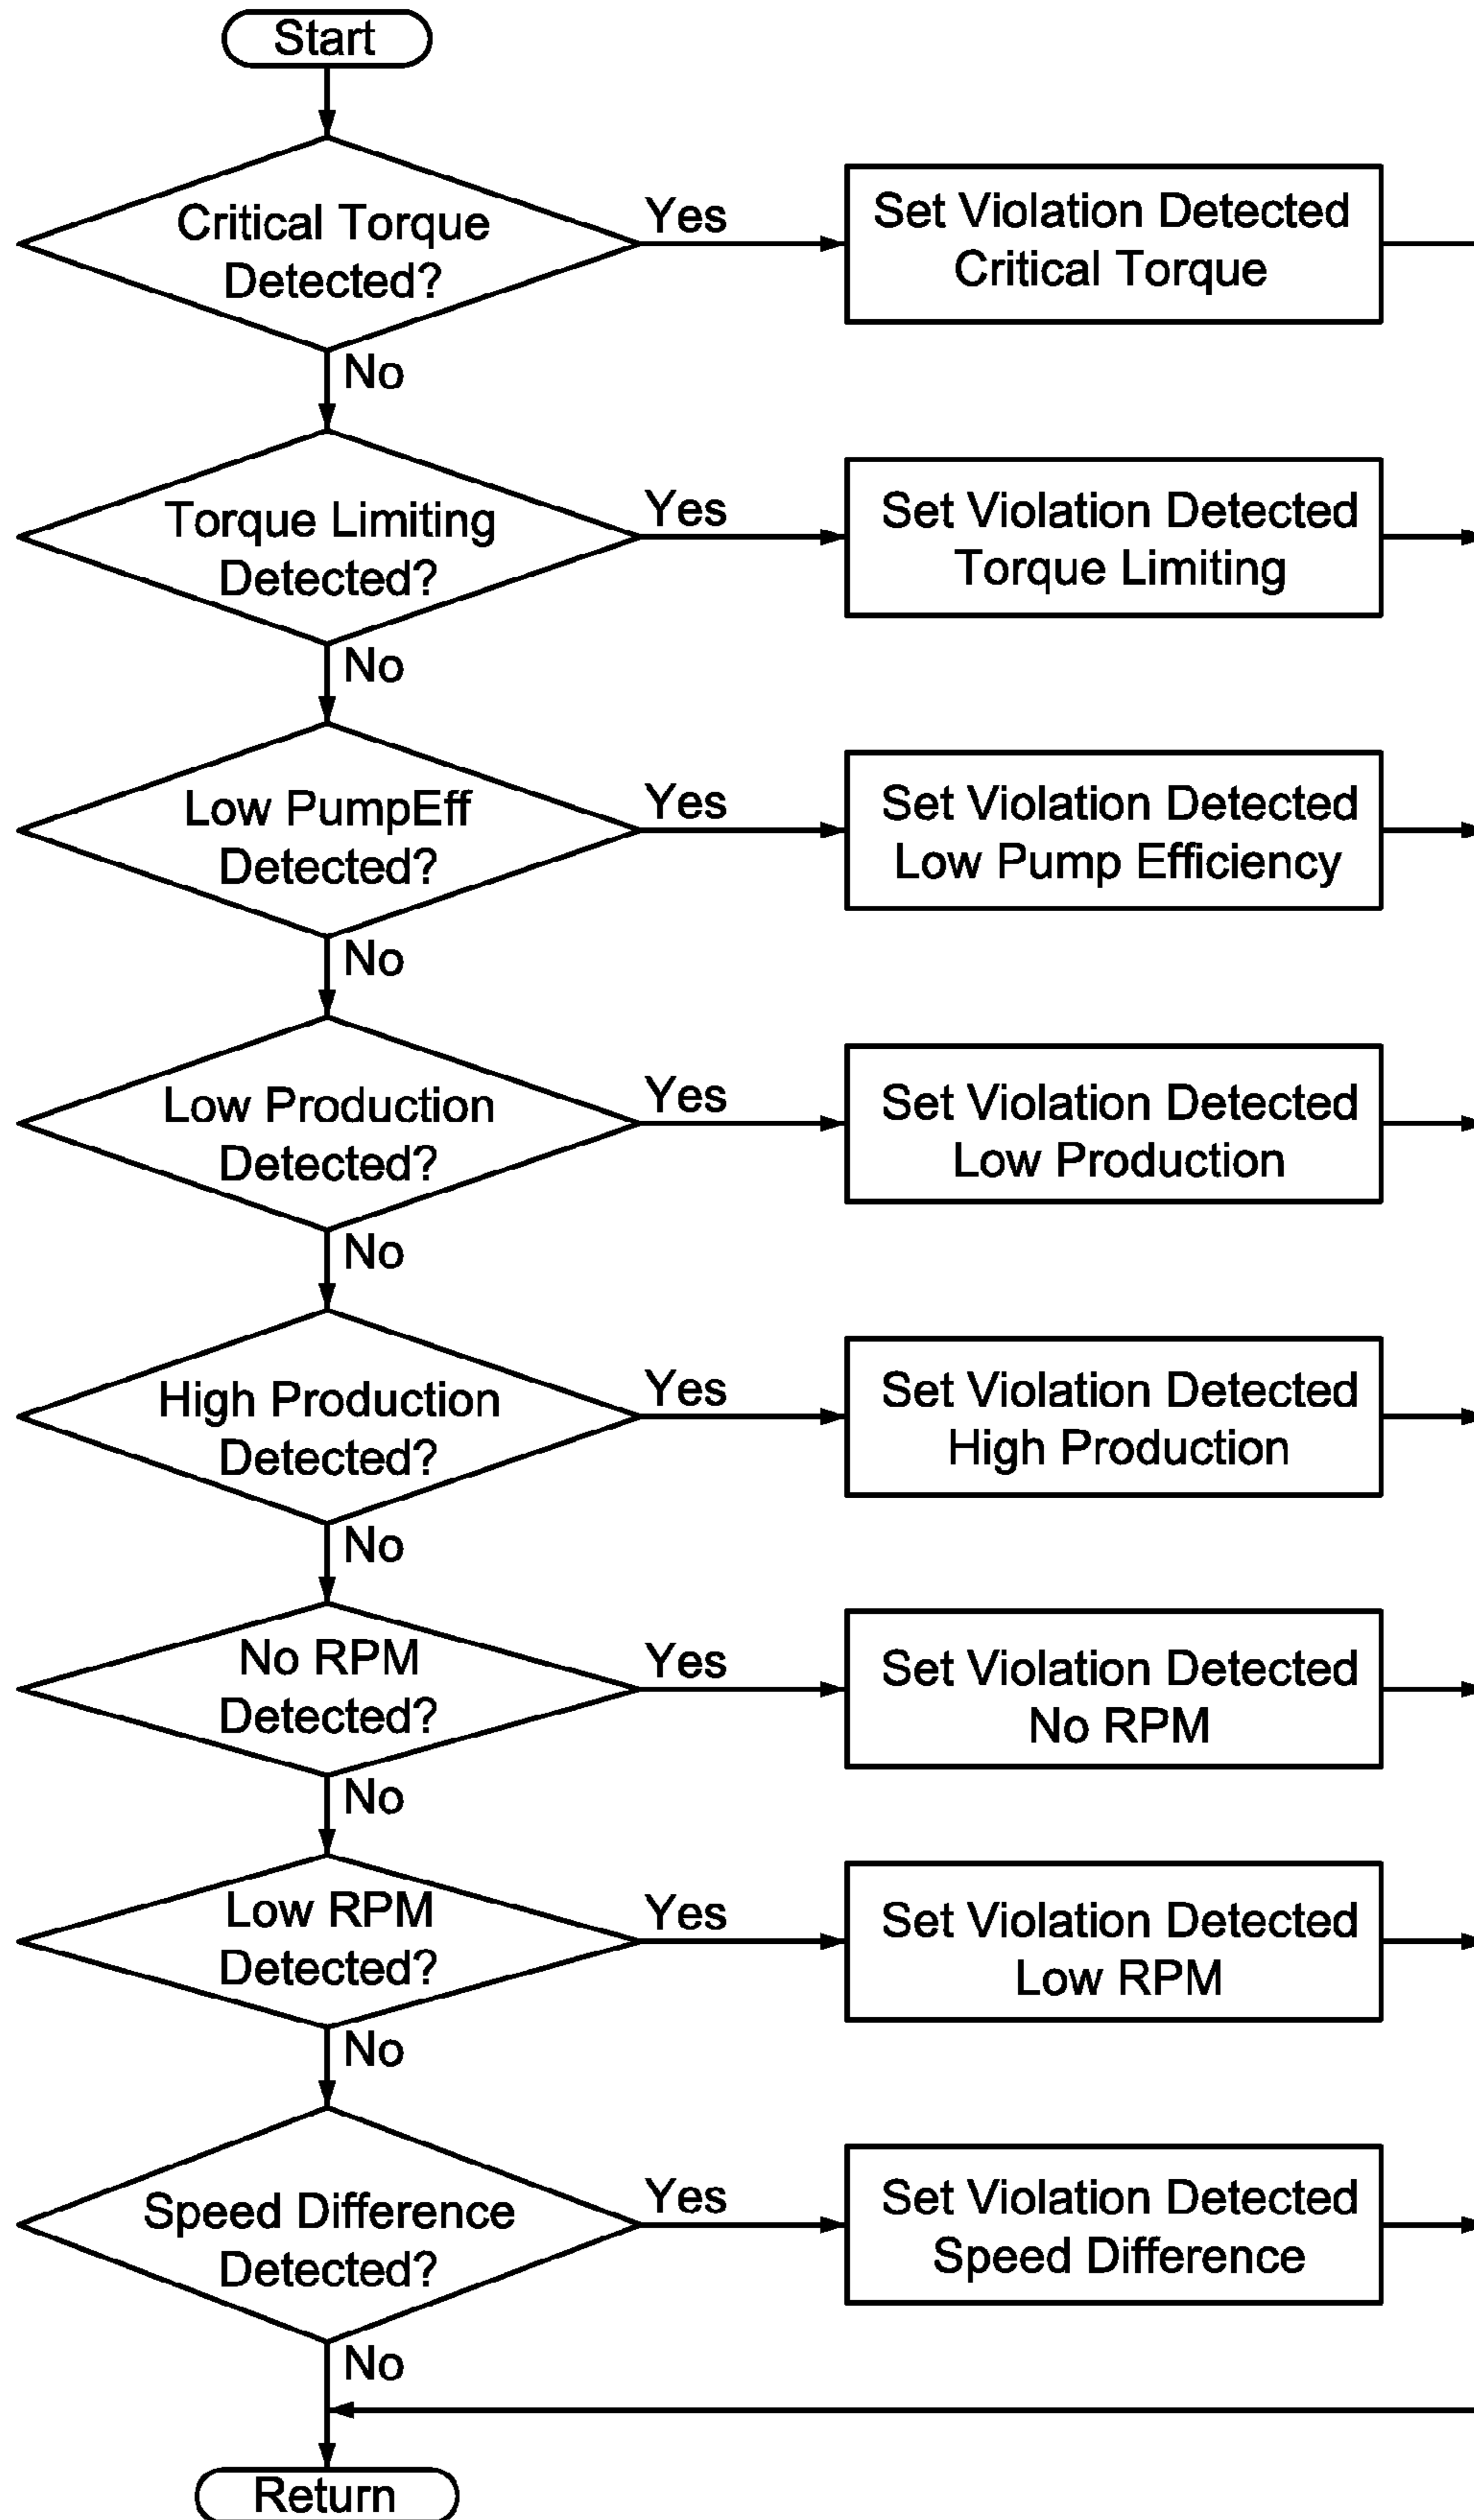 Start
Critical Torque
Detected?
Yes
Set Violation Detected
Critical Torque
No
Torque Limiting
Detected?
Yes
Set Violation Detected
Torque Limiting
No
Low PumpEff
Detected?
Yes
Set Violation Detected
Low Pump Efficiency
No
Low Production
Detected?
Yes
Set Violation Detected
Low Production
No
High Production
Detected?
Yes
Set Violation Detected
High Production
No
No RPM
Detected?
Yes
Set Violation Detected
No RPM
No
Low RPM
Detected?
Yes
Set Violation Detected
Low RPM
No
Speed Difference
Detected?
Yes
Set Violation Detected
Speed Difference
No
Return